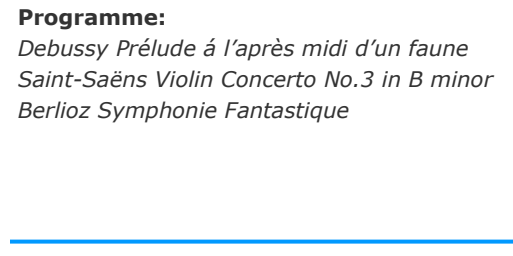 Programme:
Debussy Prélude á l’après midi d’un faune
Saint-Saëns Violin Concerto No.3 in B minor
Berlioz Symphonie Fantastique